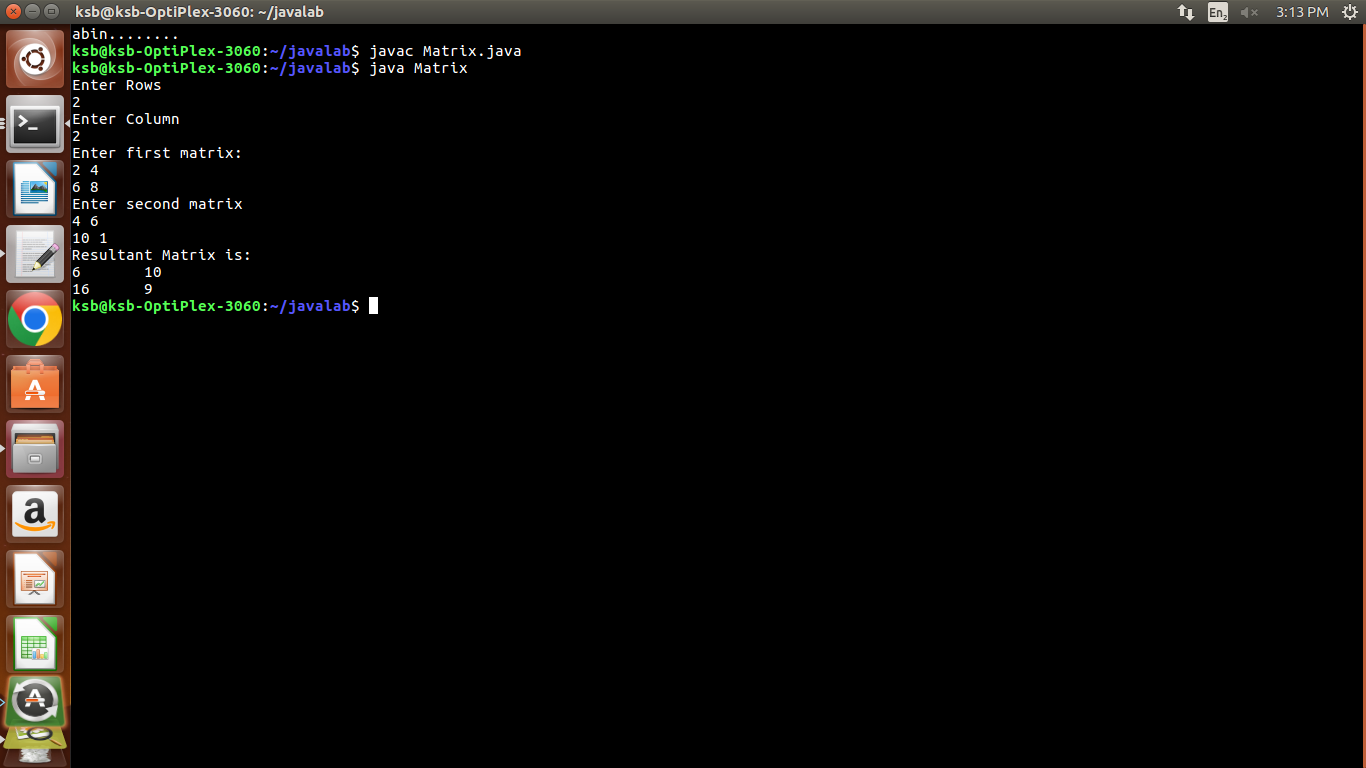 ksb@ksb-OptiPlex-3060: ~/javalab
En2
3:13 PM
abin........
ksb@ksb-OptiPlex-3060:~/javalab$ javac Matrix.java
ksb@ksb-OptiPlex-3060:~/javalab$ java Matrix
Enter Rows
2
Enter Column
2
Enter first matrix:
2 4
6 8
Enter second matrix
4 6
10 1
Resultant Matrix is:
6 10
16 9
ksb@ksb-OptiPlex-3060:~/javalab$